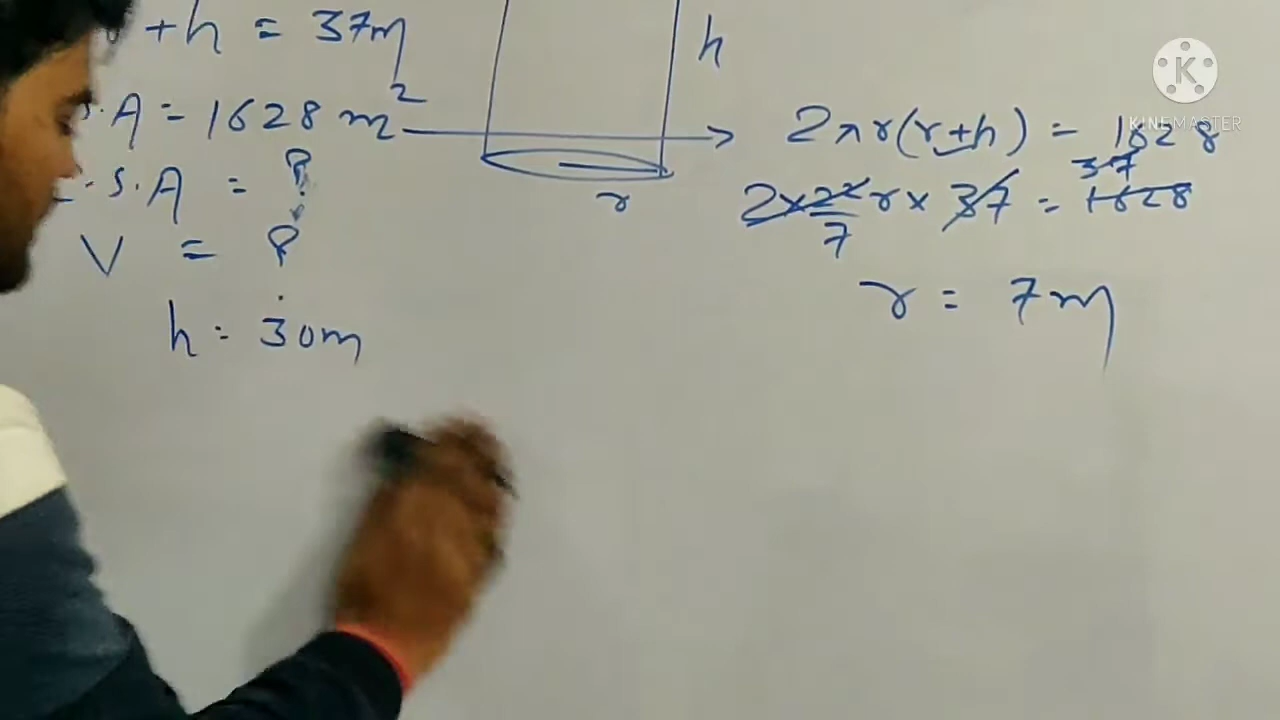 +h = 37m
h
S.A = 1628 m²
2πr(r+h) = 1628
C.S.A = ?
37
2×22/7 r× 37 = 1628
r
V = ?
r = 7m
h = 30m
K
KINEMASTER